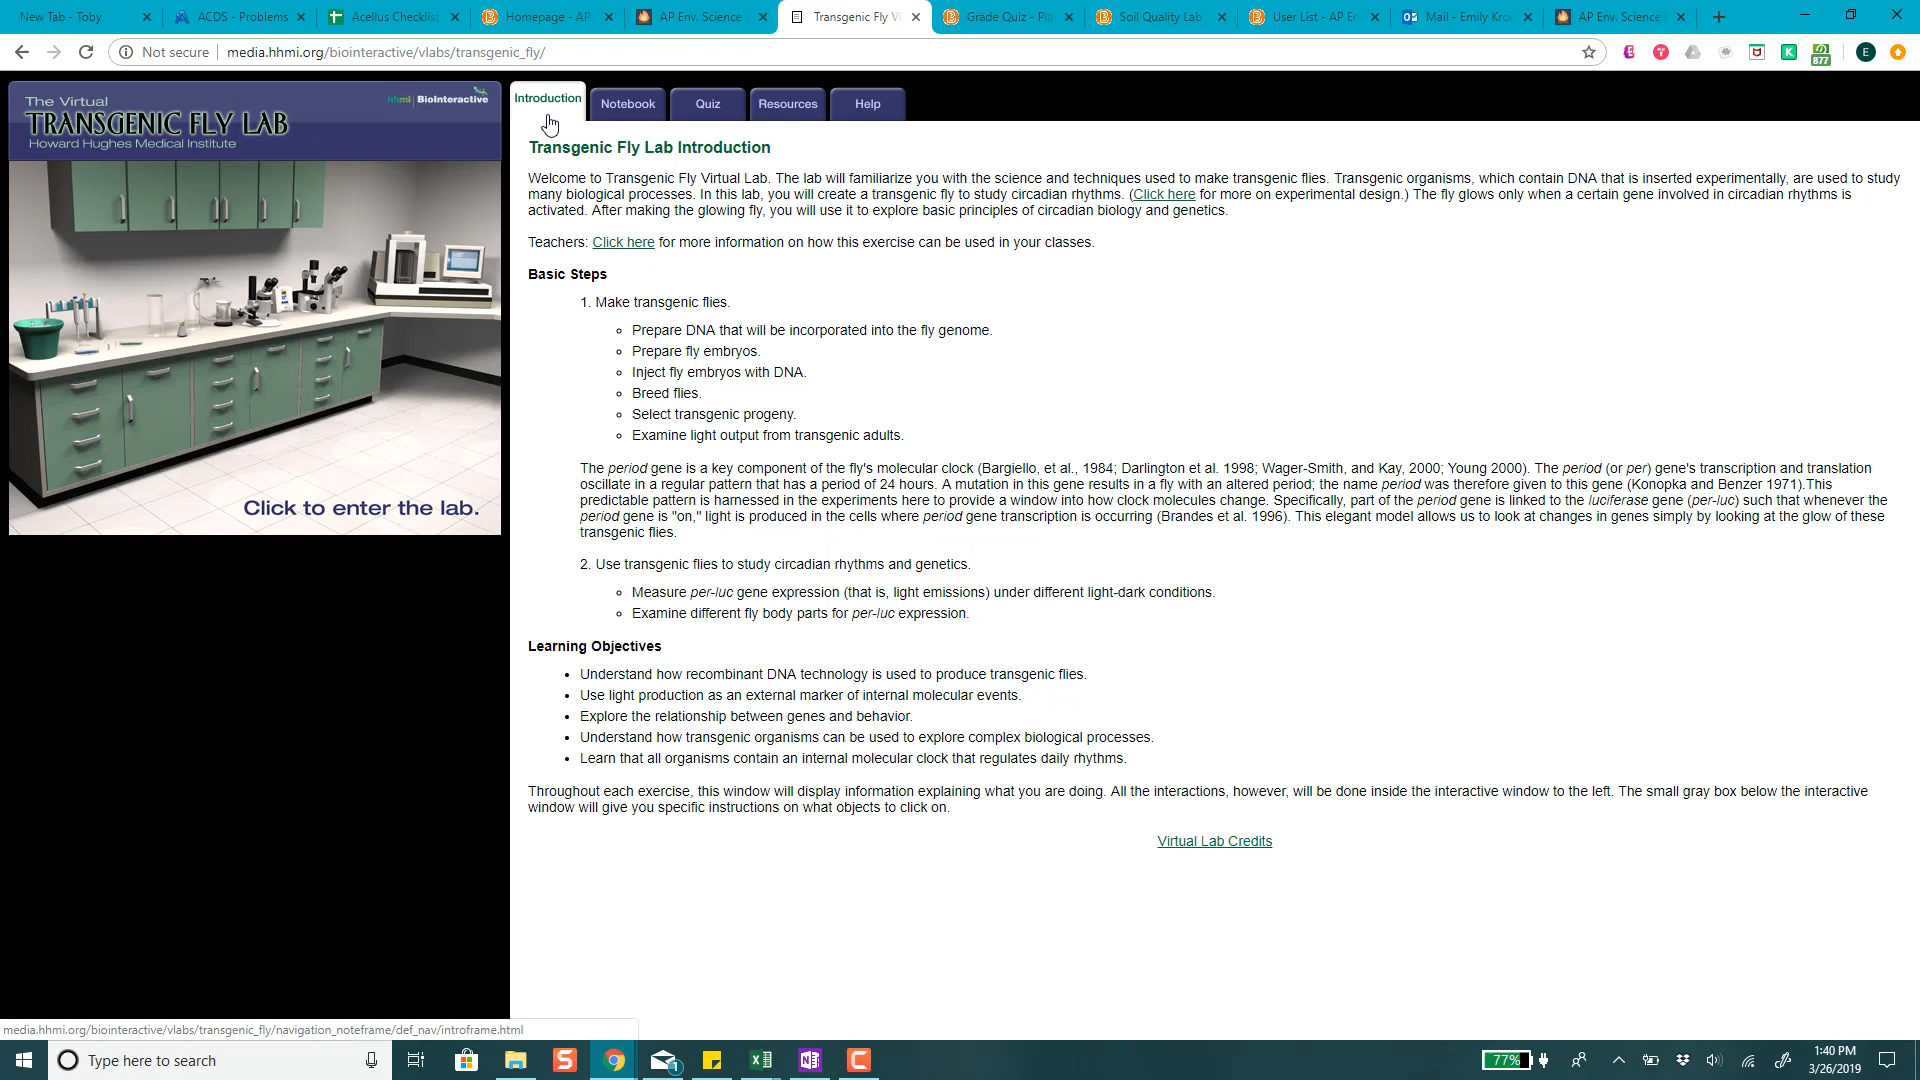 New Tab - Toby
ACDS - Problems
Acellus Checklist
Homepage - AP
AP Env. Science
Transgenic Fly Vi
Grade Quiz - Pla
Soil Quality Lab
User List - AP En
Mail - Emily Kro
AP Env. Science
Not secure
media.hhmi.org/biointeractive/vlabs/transgenic_fly/
877
E
The Virtual
TRANSGENIC FLY LAB
Howard Hughes Medical Institute
hhmi | BioInteractive
Click to enter the lab.
Introduction
Notebook
Quiz
Resources
Help
Transgenic Fly Lab Introduction
Welcome to Transgenic Fly Virtual Lab. The lab will familiarize you with the science and techniques used to make transgenic flies. Transgenic organisms, which contain DNA that is inserted experimentally, are used to study
many biological processes. In this lab, you will create a transgenic fly to study circadian rhythms. (Click here for more on experimental design.) The fly glows only when a certain gene involved in circadian rhythms is
activated. After making the glowing fly, you will use it to explore basic principles of circadian biology and genetics.
Teachers: Click here for more information on how this exercise can be used in your classes.
Basic Steps
1. Make transgenic flies.
Prepare DNA that will be incorporated into the fly genome.
Prepare fly embryos.
Inject fly embryos with DNA.
Breed flies.
Select transgenic progeny.
Examine light output from transgenic adults.
The period gene is a key component of the fly's molecular clock (Bargiello, et al., 1984; Darlington et al. 1998; Wager-Smith, and Kay, 2000; Young 2000). The period (or per) gene's transcription and translation
oscillate in a regular pattern that has a period of 24 hours. A mutation in this gene results in a fly with an altered period; the name period was therefore given to this gene (Konopka and Benzer 1971).This
predictable pattern is harnessed in the experiments here to provide a window into how clock molecules change. Specifically, part of the period gene is linked to the luciferase gene (per-luc) such that whenever the
period gene is "on," light is produced in the cells where period gene transcription is occurring (Brandes et al. 1996). This elegant model allows us to look at changes in genes simply by looking at the glow of these
transgenic flies.
2. Use transgenic flies to study circadian rhythms and genetics.
Measure per-luc gene expression (that is, light emissions) under different light-dark conditions.
Examine different fly body parts for per-luc expression.
Learning Objectives
Understand how recombinant DNA technology is used to produce transgenic flies.
Use light production as an external marker of internal molecular events.
Explore the relationship between genes and behavior.
Understand how transgenic organisms can be used to explore complex biological processes.
Learn that all organisms contain an internal molecular clock that regulates daily rhythms.
Throughout each exercise, this window will display information explaining what you are doing. All the interactions, however, will be done inside the interactive window to the left. The small gray box below the interactive
window will give you specific instructions on what objects to click on.
Virtual Lab Credits
media.hhmi.org/biointeractive/vlabs/transgenic_fly/navigation_noteframe/def_nav/introframe.html
Type here to search
77%
1:40 PM
3/26/2019